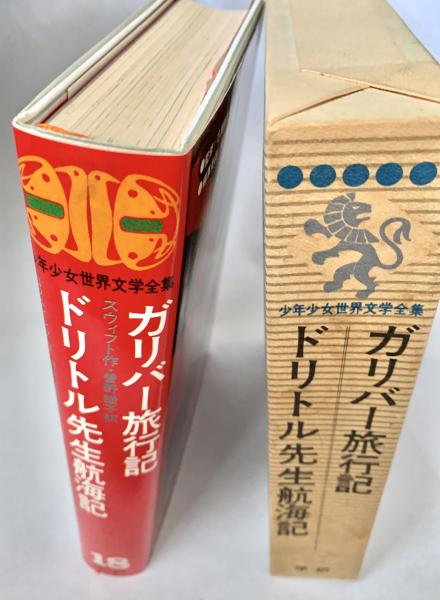 年少女世界文学全集
ガリバー旅行記
スウィフト作・
ドリトル先生航海記
18
少年少女世界文学全集
ガリバー旅行記
ドリトル先生航海記
学研